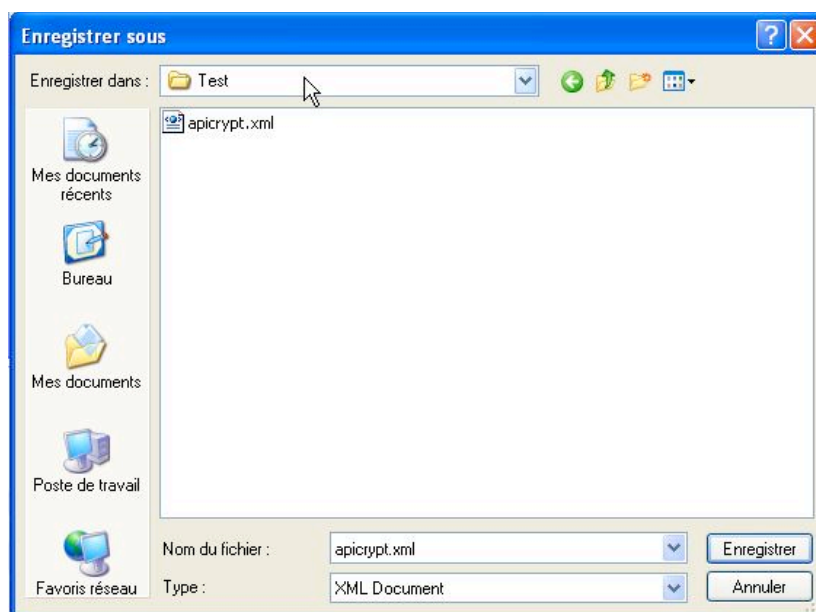 Enregistrer sous
Enregistrer dans :
Test
apicrypt.xml
Mes documents
récents
Bureau
Mes documents
Poste de travail
Favoris réseau
Nom du fichier :
apicrypt.xml
Enregistrer
Type :
XML Document
Annuler